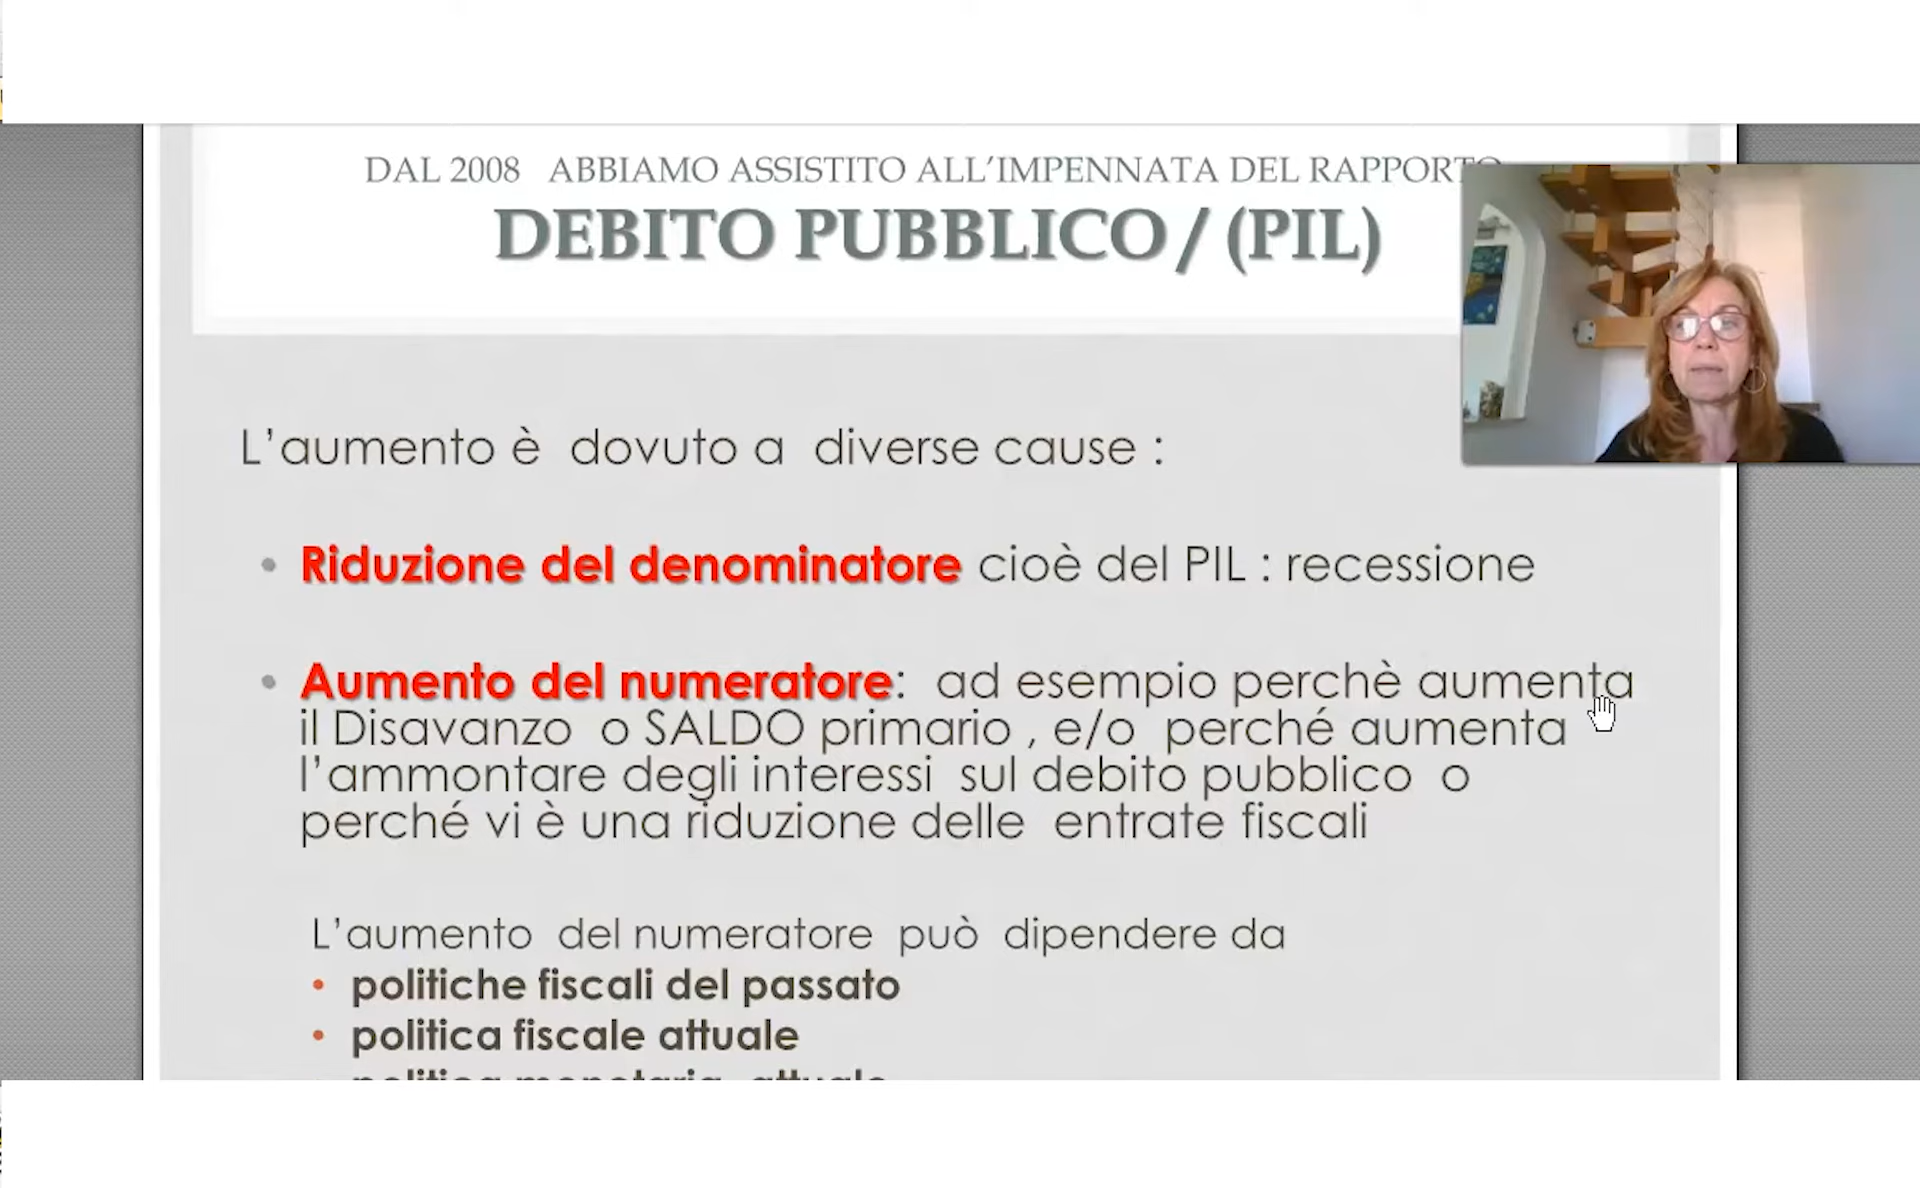 DAL 2008 ABBIAMO ASSISTITO ALL'IMPENNATA DEL RAPPORTO
DEBITO PUBBLICO / (PIL)
L'aumento è dovuto a diverse cause :
• Riduzione del denominatore cioè del PIL : recessione
• Aumento del numeratore: ad esempio perchè aumenta
il Disavanzo o SALDO primario , e/o perché aumenta
l'ammontare degli interessi sul debito pubblico o
perché vi è una riduzione delle entrate fiscali
L'aumento del numeratore può dipendere da
• politiche fiscali del passato
• politica fiscale attuale
politica monetaria attuale